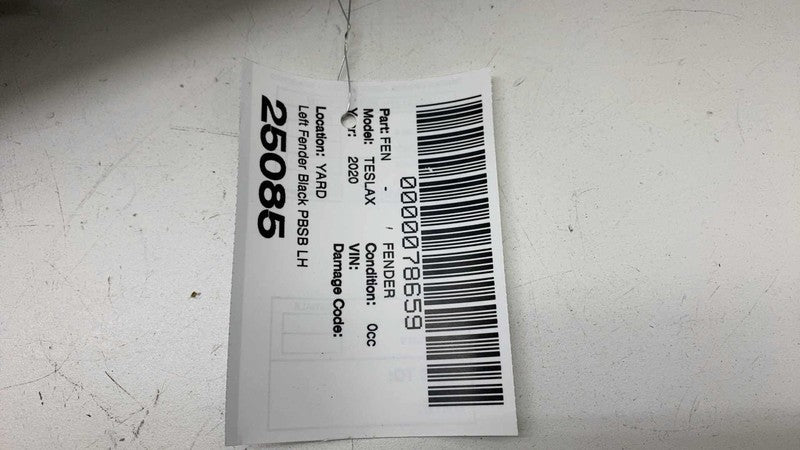 0000078659
Part: FEN - , FENDER
Model: TESLAX Condition: 0cc
Year: 2020 VIN:
Damage Code:
Location: YARD
Left Fender Black PBSB LH
25085